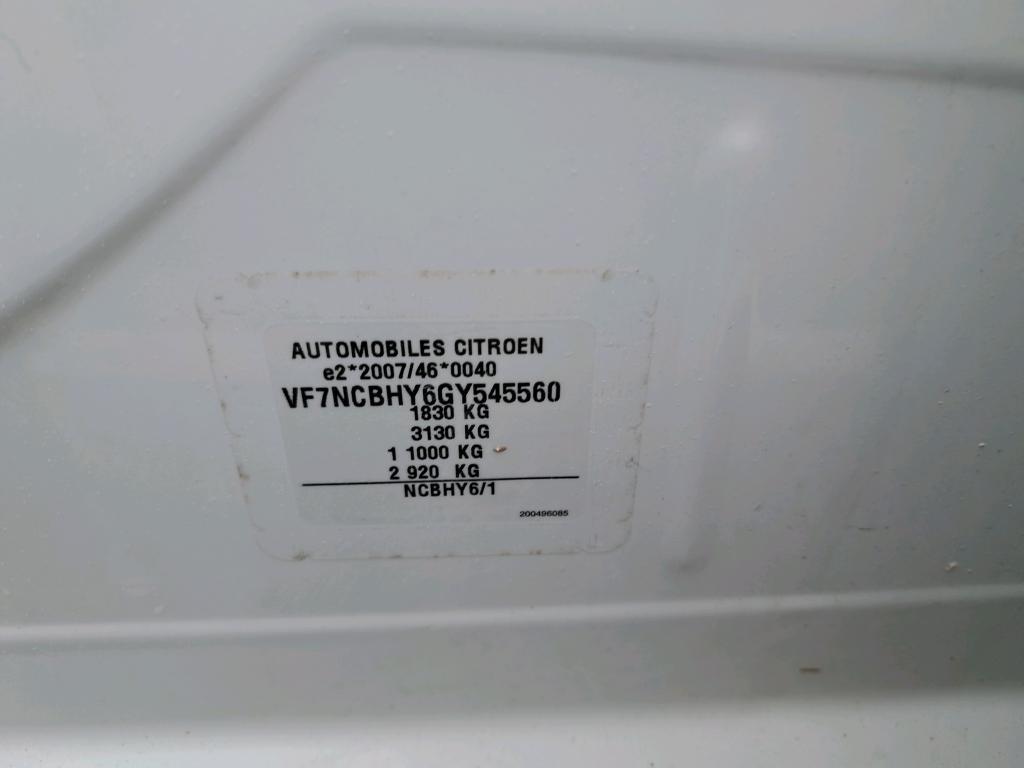 AUTOMOBILES CITROEN
e2*2007/46*0040
VF7NCBHY6GY545560
1830 KG
3130 KG
1 1000 KG
2 920 KG
NCBHY6/1
200496085